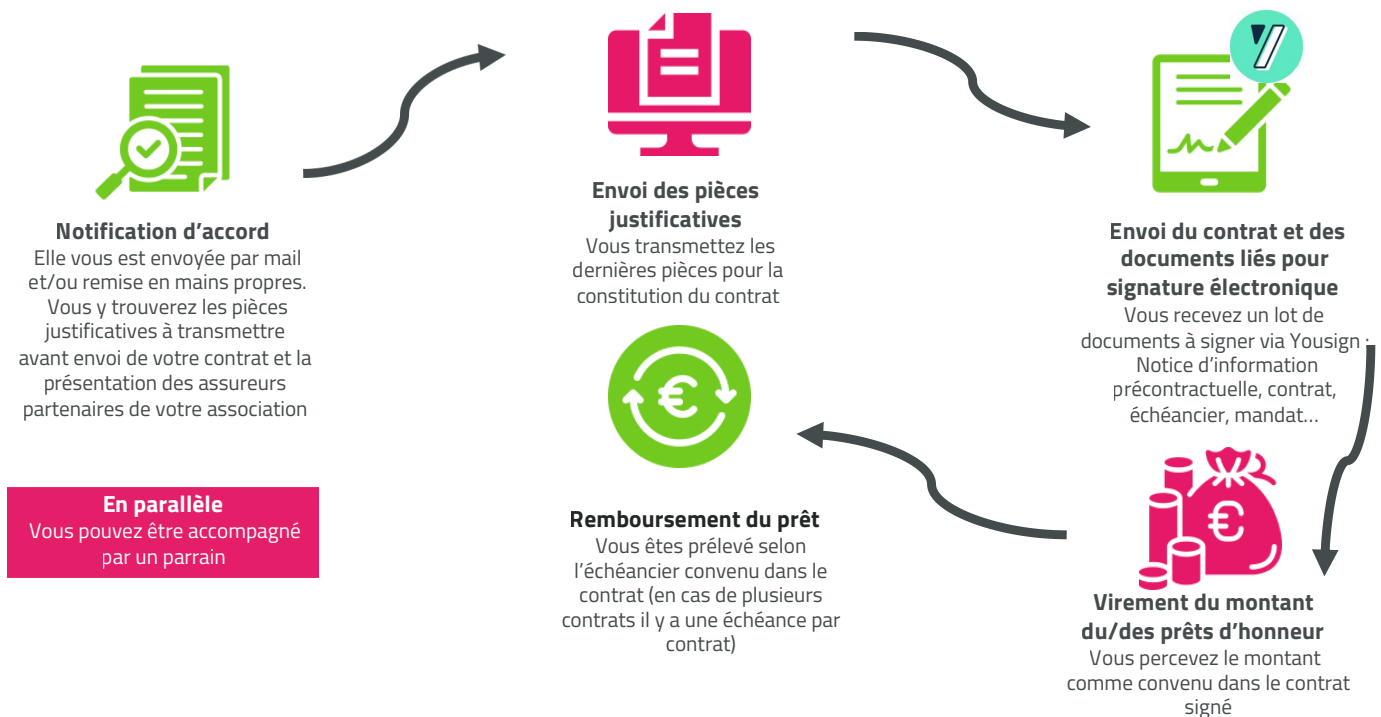 Notification d’accord
Elle vous est envoyée par mail
et/ou remise en mains propres.
Vous y trouverez les pièces
justificatives à transmettre
avant envoi de votre contrat et la
présentation des assureurs
partenaires de votre association
Envoi des pièces
justificatives
Vous transmettez les
dernières pièces pour la
constitution du contrat
Envoi du contrat et des
documents liés pour
signature électronique
Vous recevez un lot de
documents à signer via Yousign :
Notice d’information
précontractuelle, contrat,
échéancier, mandat…
€
Virement du montant
du/des prêts d’honneur
Vous percevez le montant
comme convenu dans le contrat
signé
€
Remboursement du prêt
Vous êtes prélevé selon
l’échéancier convenu dans le
contrat (en cas de plusieurs
contrats il y a une échéance par
contrat)
En parallèle
Vous pouvez être accompagné
par un parrain